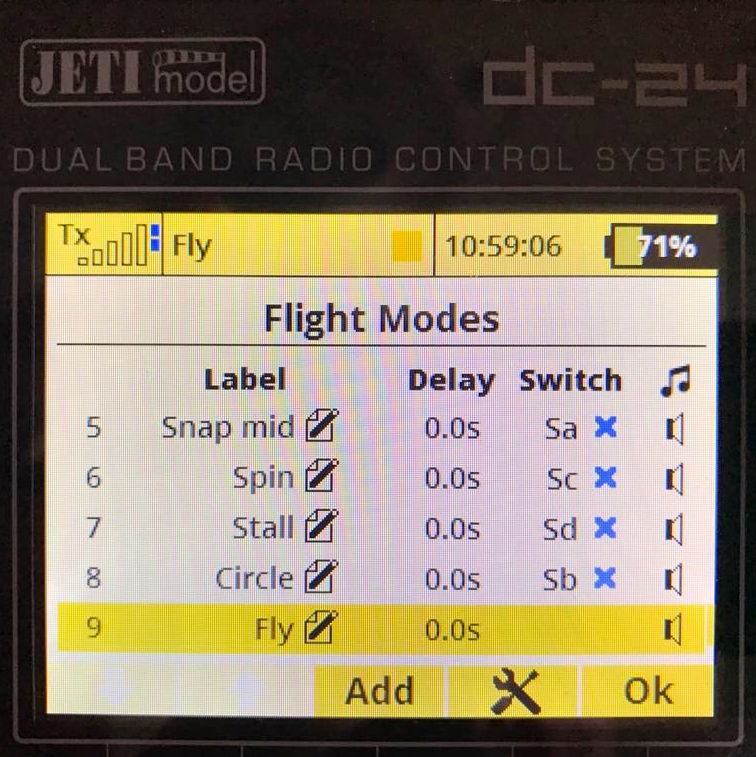 JETI model
dc-24
DUAL BAND RADIO CONTROL SYSTEM
Tx Fly 10:59:06 71%
Flight Modes
Label Delay Switch
5 Snap mid 0.0s Sa
6 Spin 0.0s Sc
7 Stall 0.0s Sd
8 Circle 0.0s Sb
9 Fly 0.0s
Add Ok